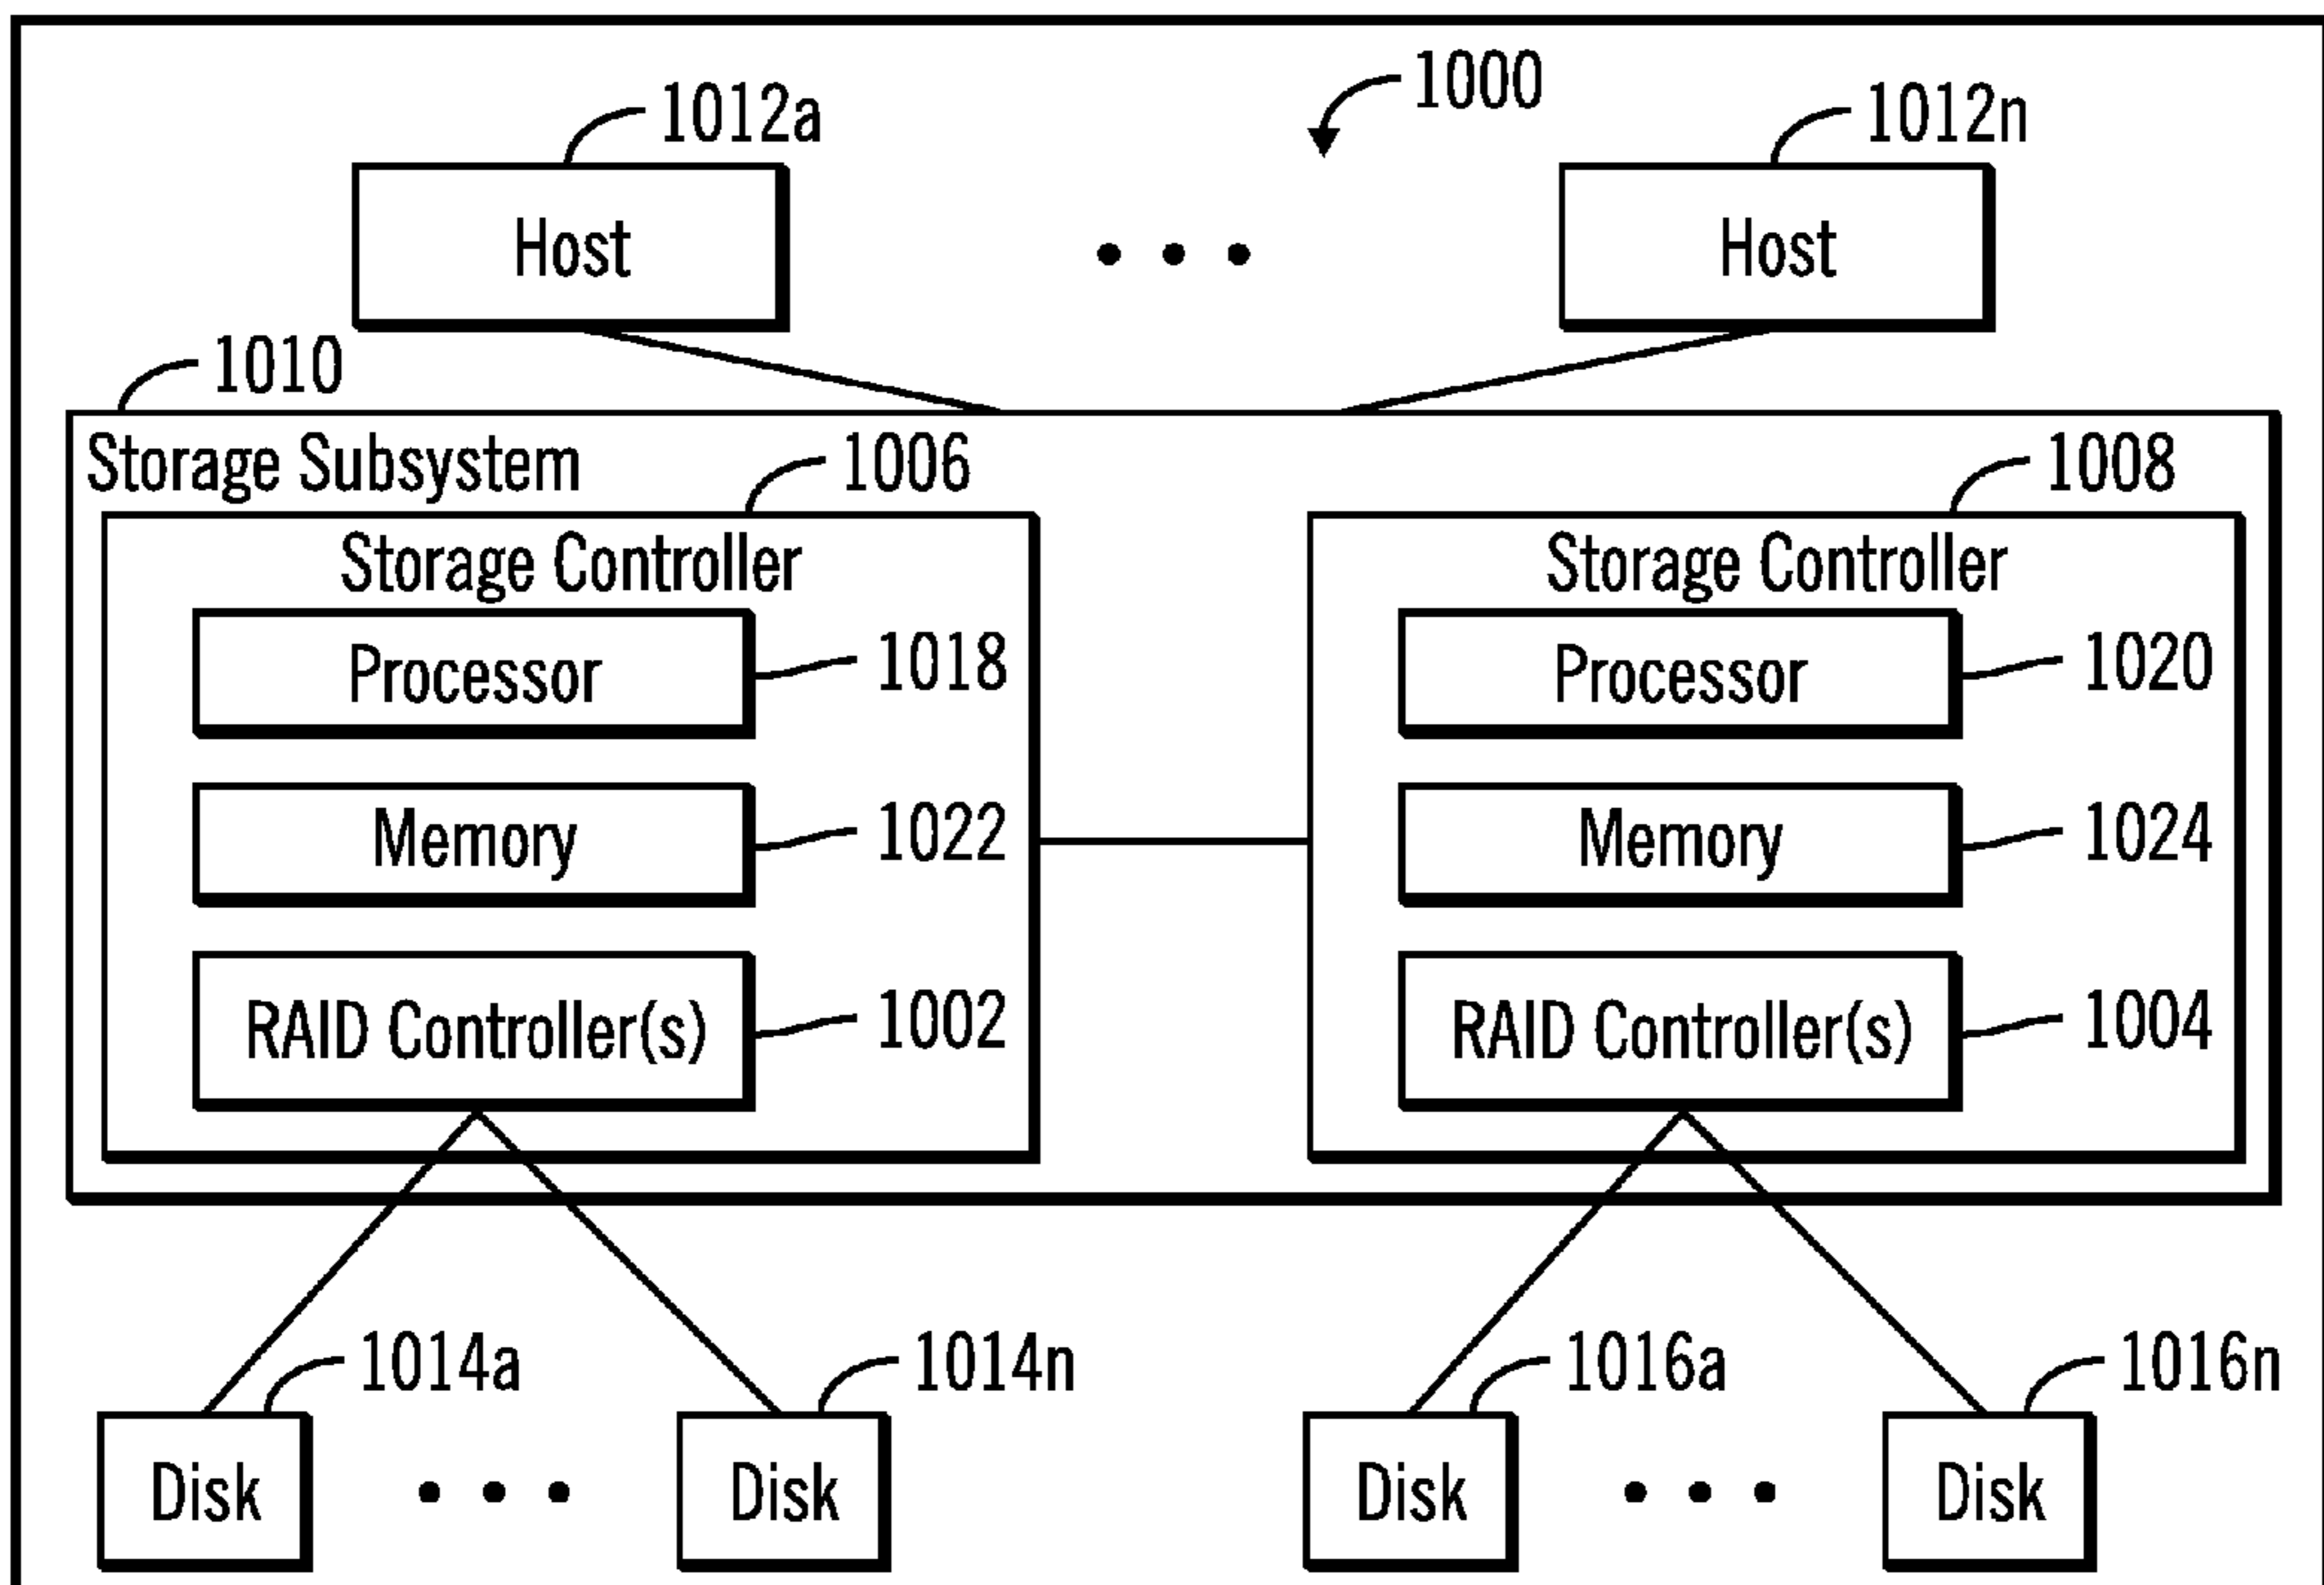 1000
1012a
1012n
Host
Host
1010
Storage Subsystem
1006
1008
Storage Controller
Storage Controller
Processor
1018
Processor
1020
Memory
1022
Memory
1024
RAID Controller(s)
1002
RAID Controller(s)
1004
1014a
1014n
1016a
1016n
Disk
Disk
Disk
Disk